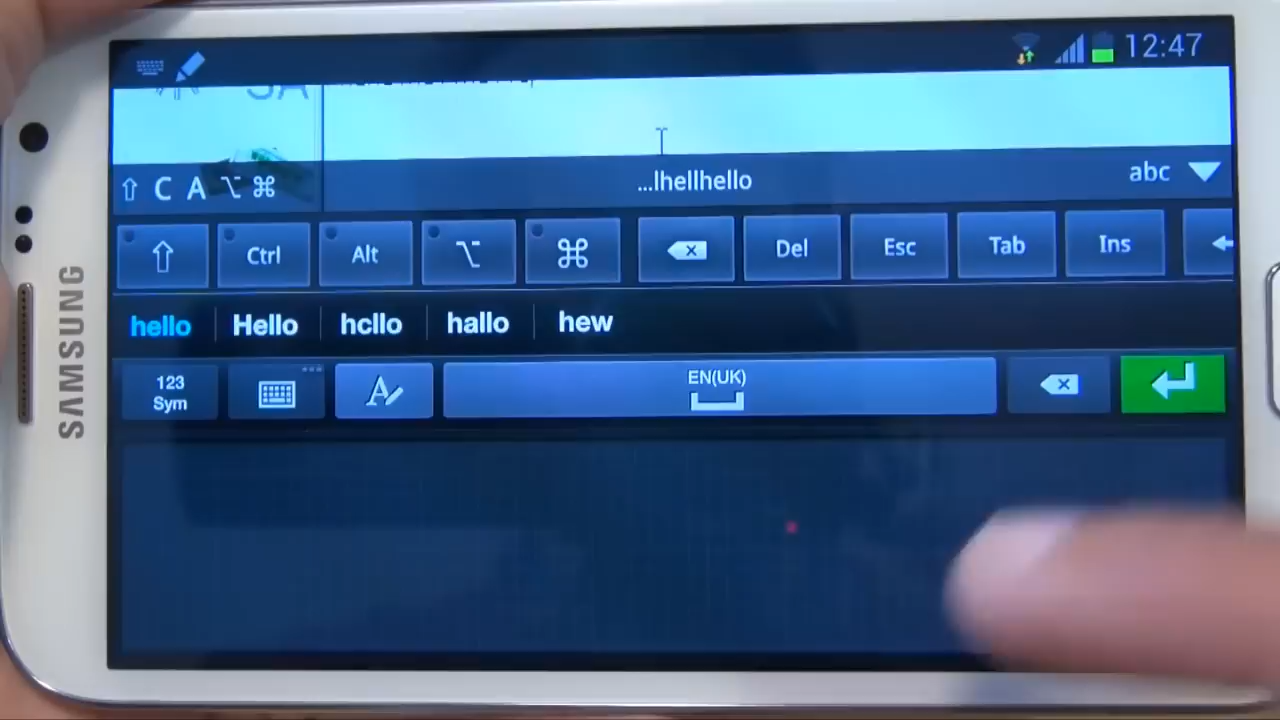 12:47
SA
...lhellhello
abc
C A ⌥ ⌘
Ctrl
Alt
⌥
⌘
Del
Esc
Tab
Ins
hello
Hello
hcllo
hallo
hew
123
Sym
A
EN(UK)
SAMSUNG